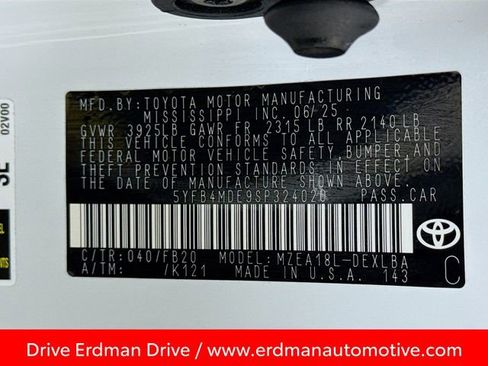 MFD. BY: TOYOTA MOTOR MANUFACTURING
MISSISSIPPI INC. 06/25
GVWR 3925LB GAWR FR 2315 LB RR 2140 LB
THIS VEHICLE CONFORMS TO ALL APPLICABLE
FEDERAL MOTOR VEHICLE SAFETY, BUMPER, AND
THEFT PREVENTION STANDARDS IN EFFECT ON
THE DATE OF MANUFACTURE SHOWN ABOVE.
5YFB4MDE9SP324028 PASS. CAR
C/TR: 040/FB20 MODEL: MZEA18L-DEXLBA
A/TM: /K121 MADE IN U.S.A. 143
TOYOTA
C
02V00
Drive Erdman Drive / www.erdmanautomotive.com